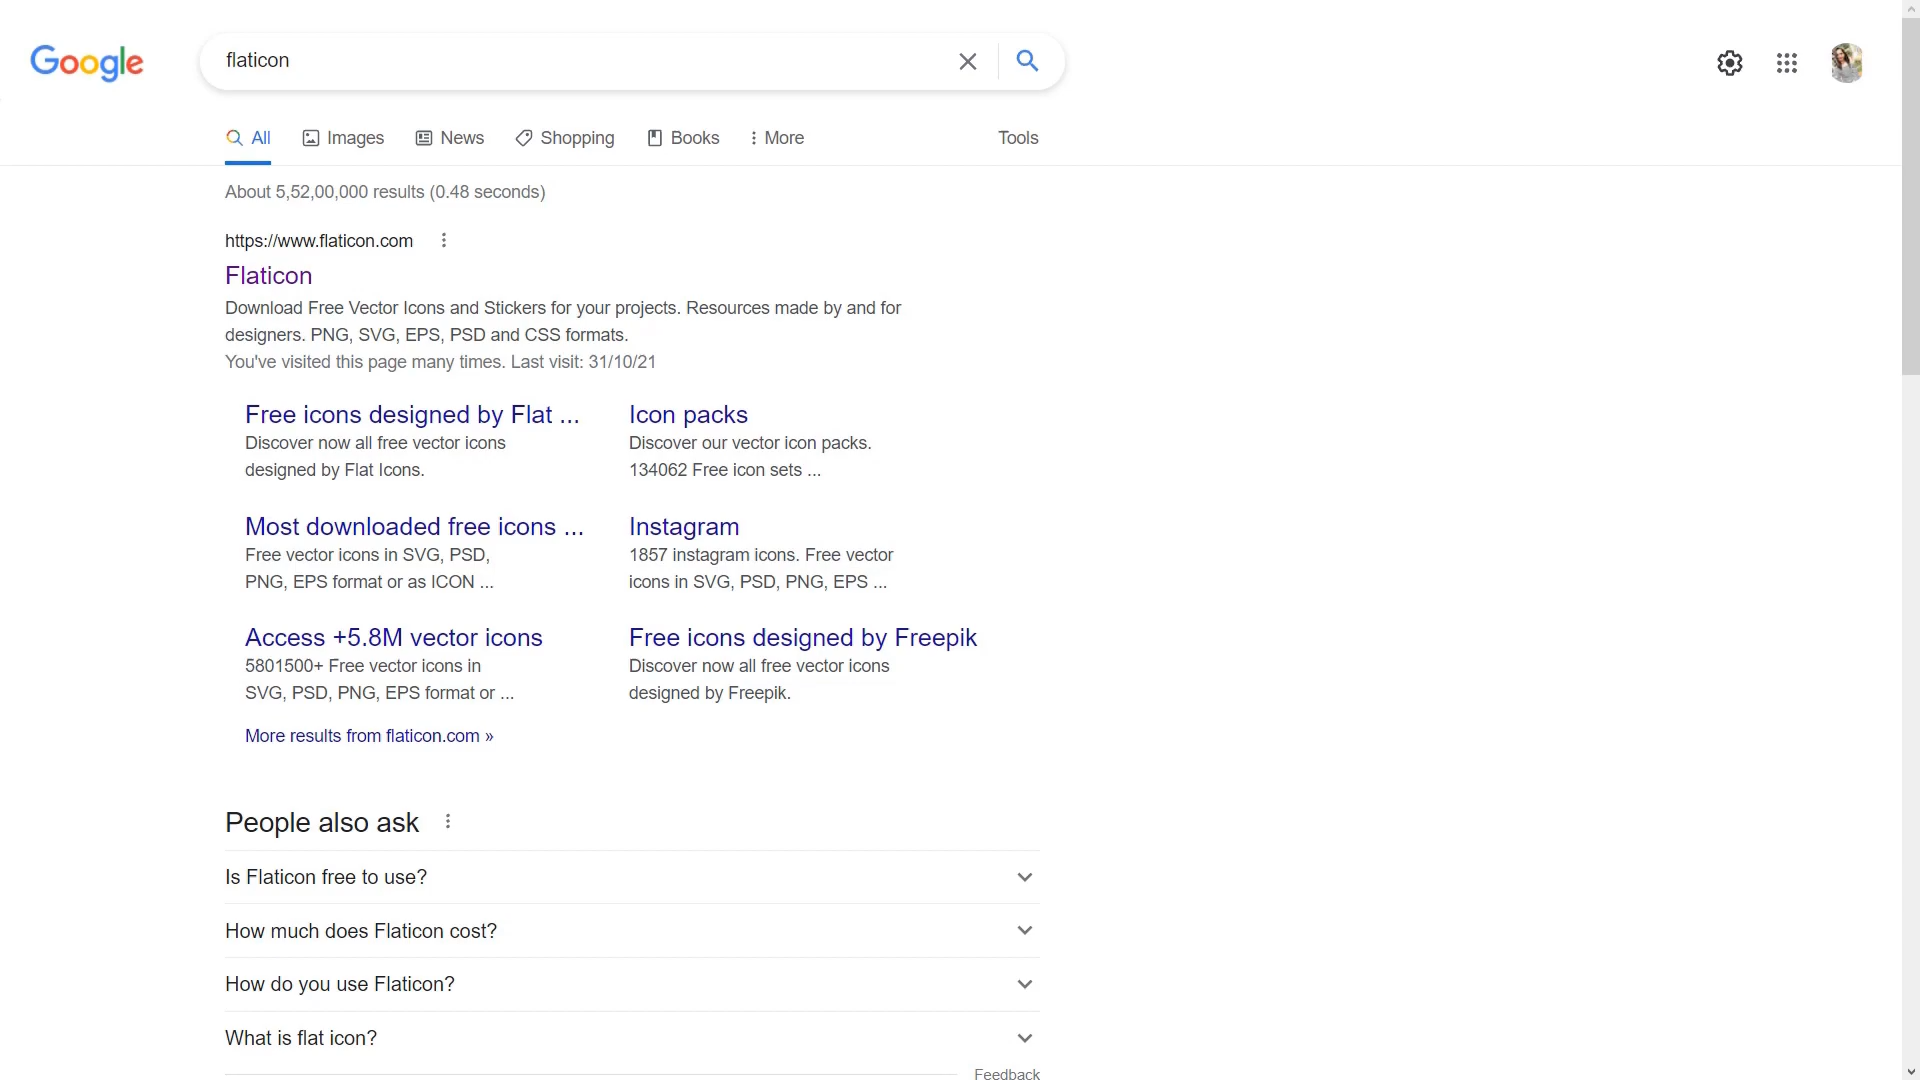 Google
flaticon
All
Images
News
Shopping
Books
More
Tools
About 5,52,00,000 results (0.48 seconds)
https://www.flaticon.com
Flaticon
Download Free Vector Icons and Stickers for your projects. Resources made by and for
designers. PNG, SVG, EPS, PSD and CSS formats.
You've visited this page many times. Last visit: 31/10/21
Free icons designed by Flat ...
Discover now all free vector icons
designed by Flat Icons.
Icon packs
Discover our vector icon packs.
134062 Free icon sets ...
Most downloaded free icons ...
Free vector icons in SVG, PSD,
PNG, EPS format or as ICON ...
Instagram
1857 instagram icons. Free vector
icons in SVG, PSD, PNG, EPS ...
Access +5.8M vector icons
5801500+ Free vector icons in
SVG, PSD, PNG, EPS format or ...
Free icons designed by Freepik
Discover now all free vector icons
designed by Freepik.
More results from flaticon.com »
People also ask
Is Flaticon free to use?
How much does Flaticon cost?
How do you use Flaticon?
What is flat icon?
Feedback